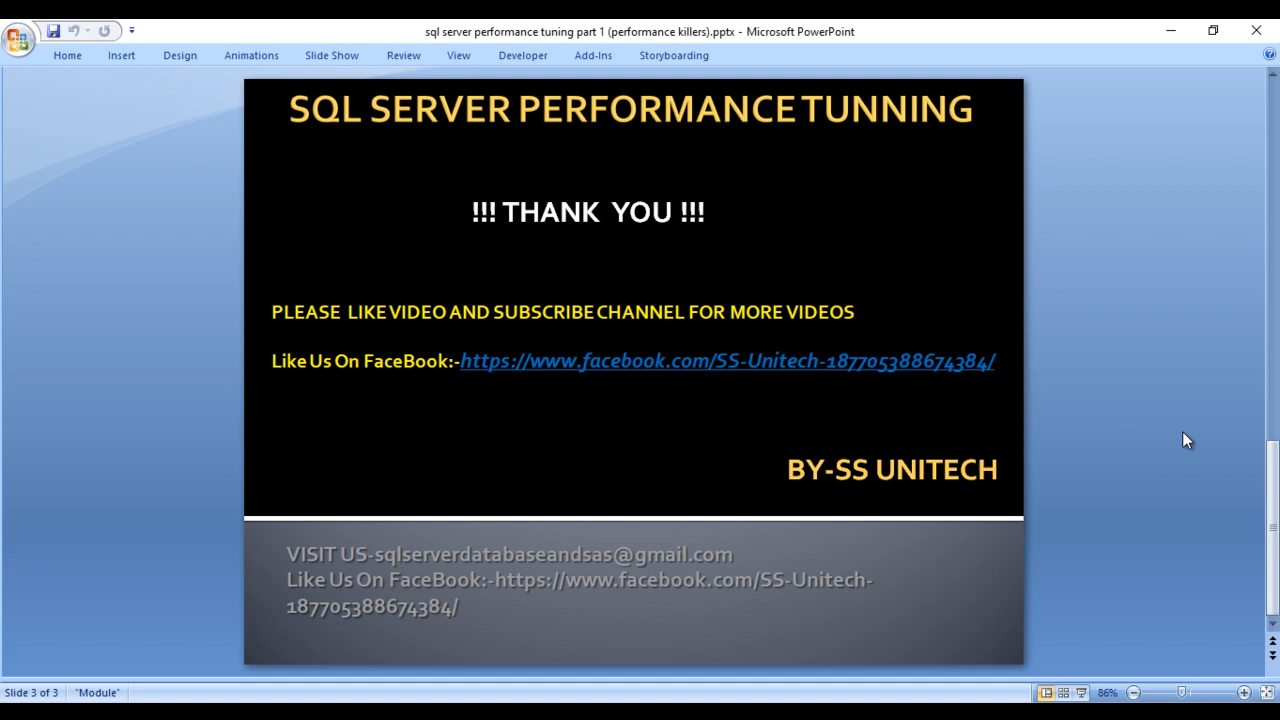 sql server performance tuning part 1 (performance killers).pptx - Microsoft PowerPoint
Home Insert Design Animations Slide Show Review View Developer Add-Ins Storyboarding
SQL SERVER PERFORMANCE TUNNING
!!! THANK YOU !!!
PLEASE LIKE VIDEO AND SUBSCRIBE CHANNEL FOR MORE VIDEOS
Like Us On FaceBook:-https://www.facebook.com/SS-Unitech-187705388674384/
BY-SS UNITECH
VISIT US-sqlserverdatabaseandsas@gmail.com
Like Us On FaceBook:-https://www.facebook.com/SS-Unitech-
187705388674384/
Slide 3 of 3 "Module" 86%